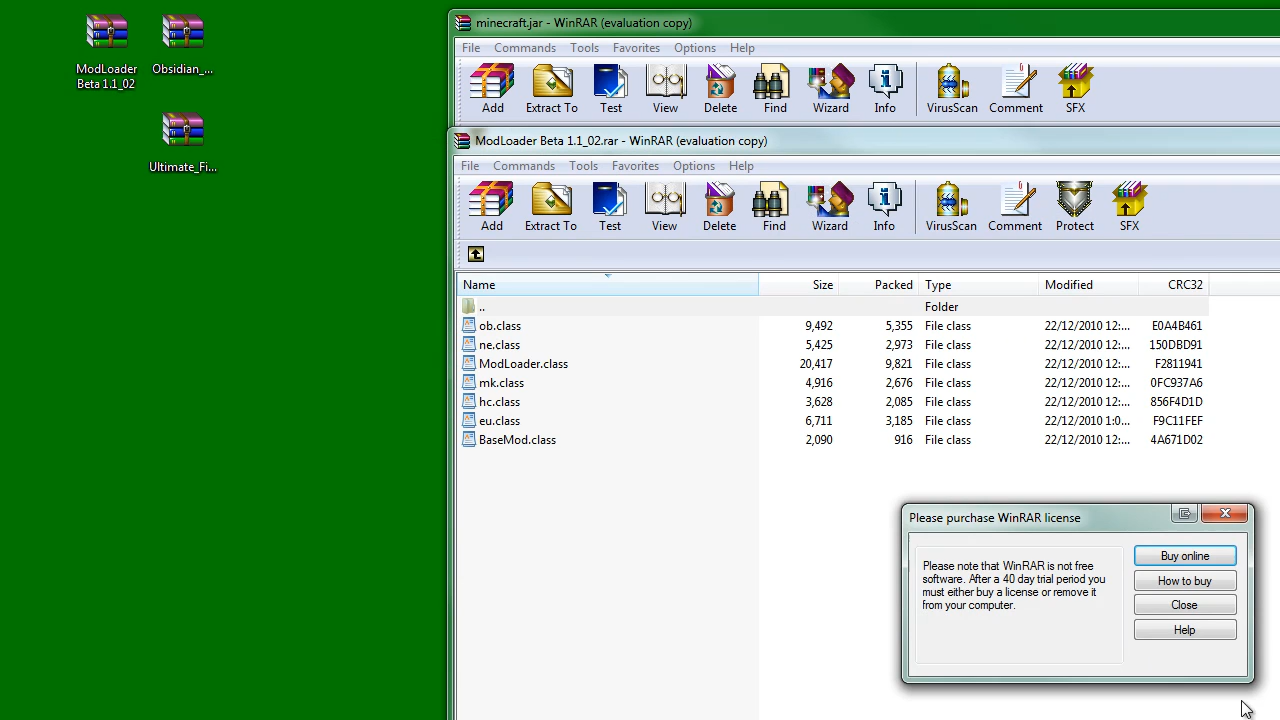 ModLoader
Beta 1.1_02
Obsidian_...
Ultimate_Fi...
minecraft.jar - WinRAR (evaluation copy)
File Commands Tools Favorites Options Help
Add Extract To Test View Delete Find Wizard Info VirusScan Comment SFX
ModLoader Beta 1.1_02.rar - WinRAR (evaluation copy)
File Commands Tools Favorites Options Help
Add Extract To Test View Delete Find Wizard Info VirusScan Comment Protect SFX
Name Size Packed Type Modified CRC32
.. Folder
ob.class 9,492 5,355 File class 22/12/2010 12:... E0A4B461
ne.class 5,425 2,973 File class 22/12/2010 12:... 150DBD91
ModLoader.class 20,417 9,821 File class 22/12/2010 12:... F2811941
mk.class 4,916 2,676 File class 22/12/2010 12:... 0FC937A6
hc.class 3,628 2,085 File class 22/12/2010 12:... 856F4D1D
eu.class 6,711 3,185 File class 22/12/2010 1:0... F9C11FEF
BaseMod.class 2,090 916 File class 22/12/2010 12:... 4A671D02
Please purchase WinRAR license
Please note that WinRAR is not free
software. After a 40 day trial period you
must either buy a license or remove it
from your computer.
Buy online
How to buy
Close
Help